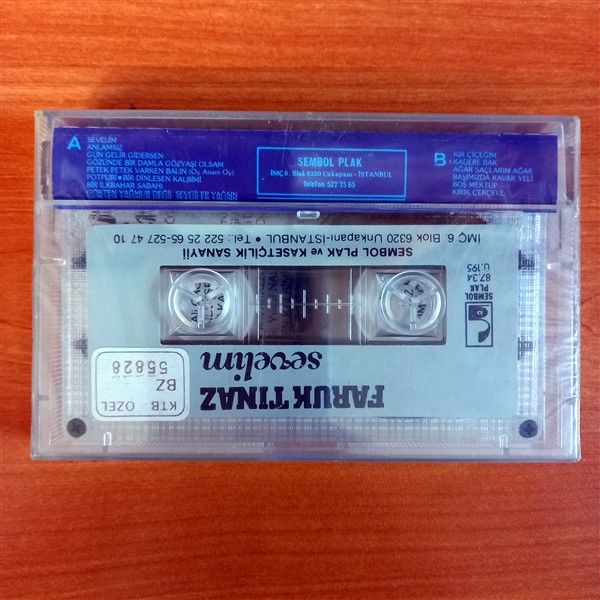 A
SEVELİM
ANLAMSIZ
GÜN GELİR GİDERSEN
GÖZÜNDE BİR DAMLA GÖZYAŞI OLSAM
PETEK PETEK VARKEN BALIN (Oy Anam Oy)
POTPURİ • BİR DİNLESEN KALBİMİ
BİR İLKBAHAR SABAHI
GÖKTEN YAĞMUR DEĞİL SEVGİLER YAĞSIN
SEMBOL PLAK
İMÇ 6. Blok 6320 Unkapanı - İSTANBUL
Telefon 522 25 65
B
KIR ÇİÇEĞİM
KADERE BAK
AĞAR SAÇLARIM AĞAR
BAŞIMIZDA KAVAK YELİ
BOŞ MEKTUP
KIRIK ÇERÇEVE
FARUK TINAZ
sevelim
KTB ÖZEL
BZ
55828
SEMBOL
PLAK
87.34
Ü.195
SEMBOL PLAK ve KASETÇİLİK SANAYİİ
İMÇ 6. Blok 6320 Unkapanı-İSTANBUL • Tel.: 522 25 65-527 47 10